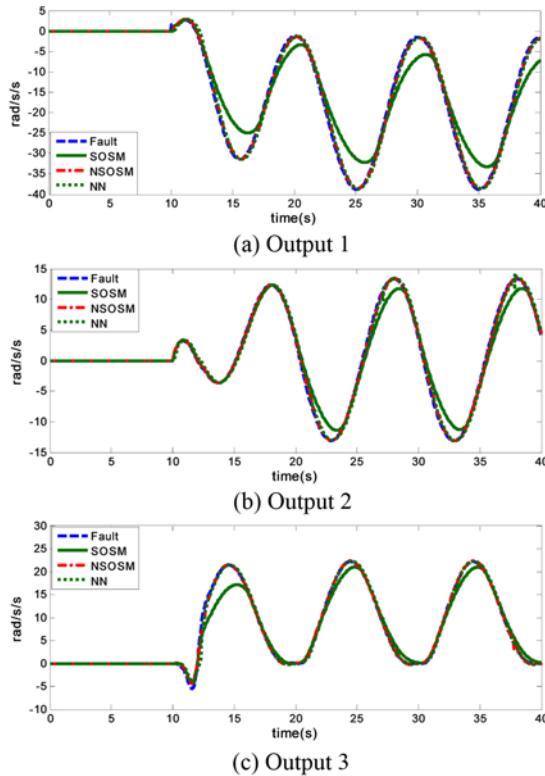 5
0
-5
-10
-15
-20
-25
-30
-35
-40
rad/s/s
Fault
SOSM
NSOSM
NN
0 5 10 15 20 25 30 35 40
time(s)
(a) Output 1
15
10
5
0
-5
-10
-15
rad/s/s
Fault
SOSM
NSOSM
NN
0 5 10 15 20 25 30 35 40
time(s)
(b) Output 2
30
25
20
15
10
5
0
-5
-10
rad/s/s
Fault
SOSM
NSOSM
NN
0 5 10 15 20 25 30 35 40
time(s)
(c) Output 3